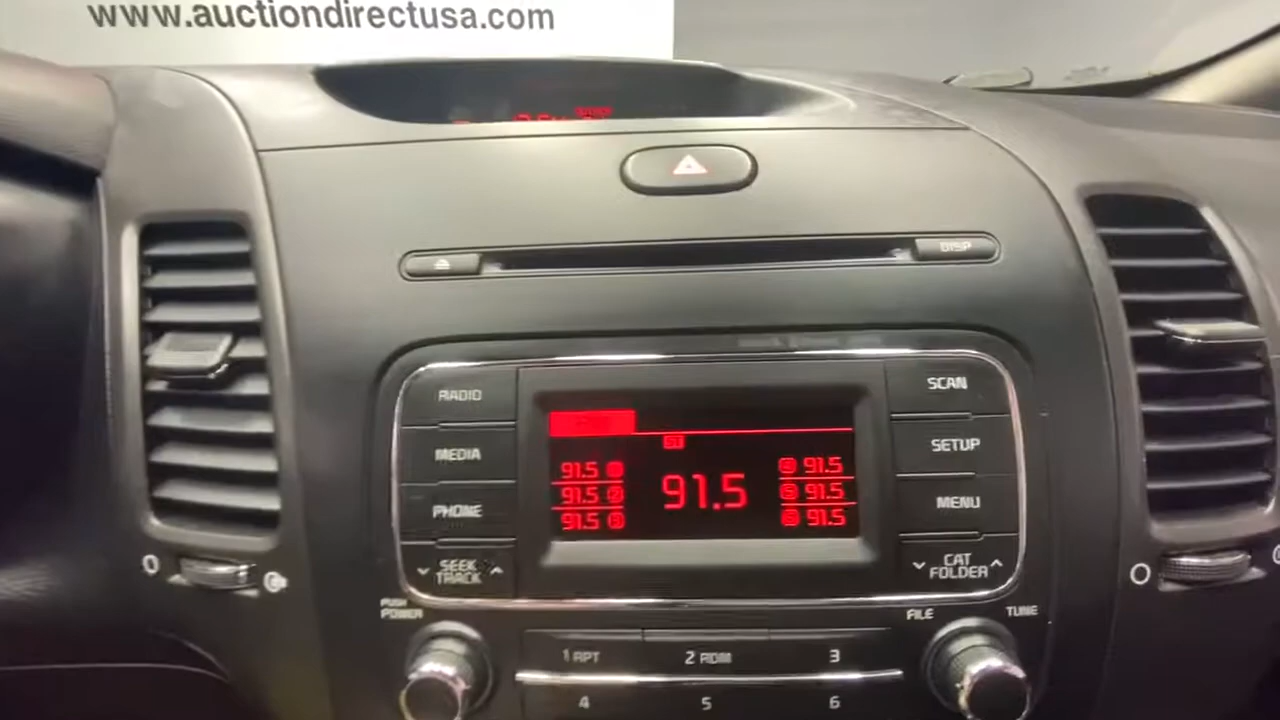 www.auctiondirectusa.com
DISP
RADIO
SCAN
MEDIA
SETUP
PHONE
MENU
SEEK
TRACK
CAT
FOLDER
91.5
91.5 2
91.5 3
91.5
91.5
91.5
91.5
PUSH
POWER
FILE
TUNE
1 RPT
2 RDM
3
4
5
6